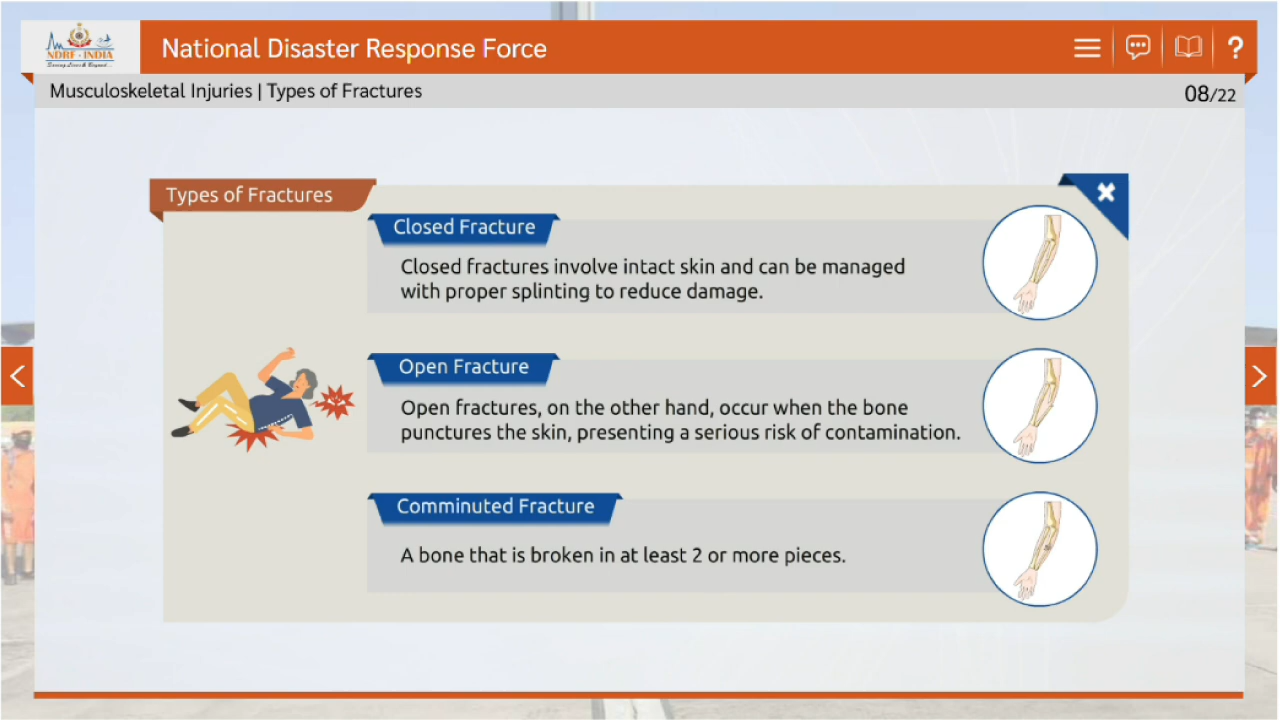 NDRF - INDIA
Saving Lives & Beyond...
National Disaster Response Force
?
Musculoskeletal Injuries | Types of Fractures
08/22
Types of Fractures
Closed Fracture
Closed fractures involve intact skin and can be managed
with proper splinting to reduce damage.
Open Fracture
Open fractures, on the other hand, occur when the bone
punctures the skin, presenting a serious risk of contamination.
Comminuted Fracture
A bone that is broken in at least 2 or more pieces.